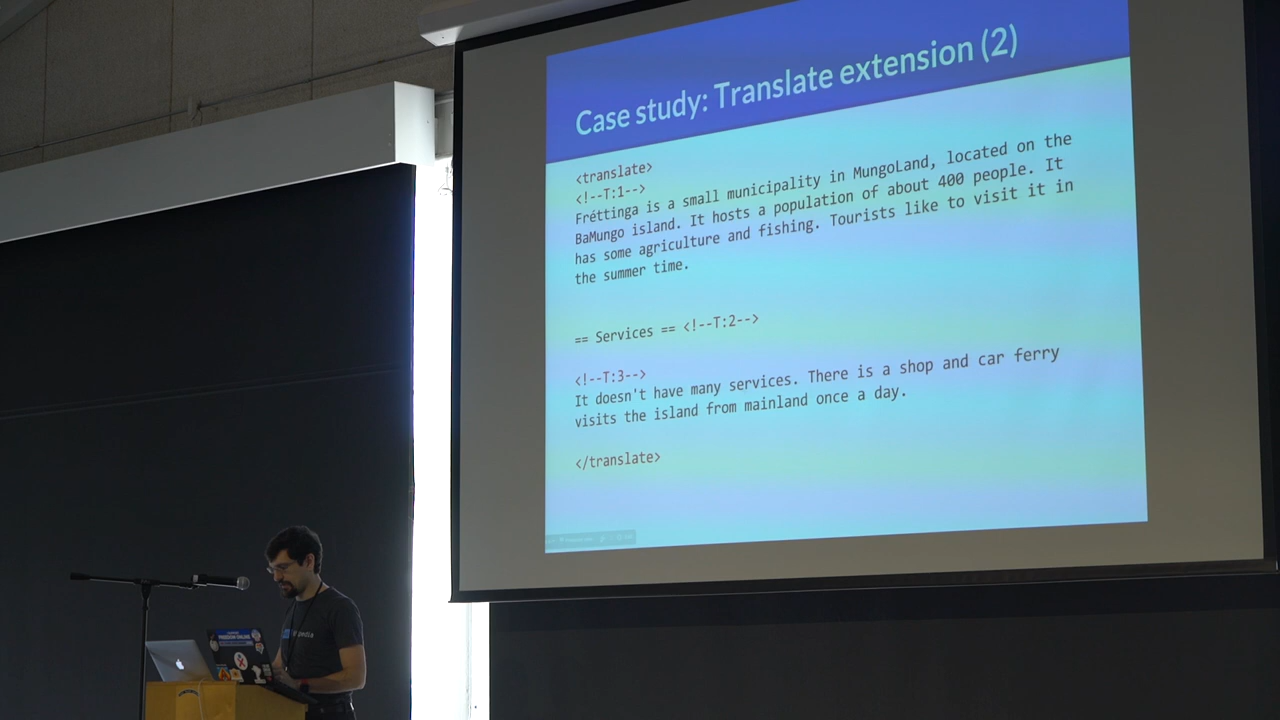 Case study: Translate extension (2)
<translate>
<!--T:1-->
Fréttinga is a small municipality in MungoLand, located on the
BaMungo island. It hosts a population of about 400 people. It
has some agriculture and fishing. Tourists like to visit it in
the summer time.
== Services == <!--T:2-->
<!--T:3-->
It doesn't have many services. There is a shop and car ferry
visits the island from mainland once a day.
</translate>